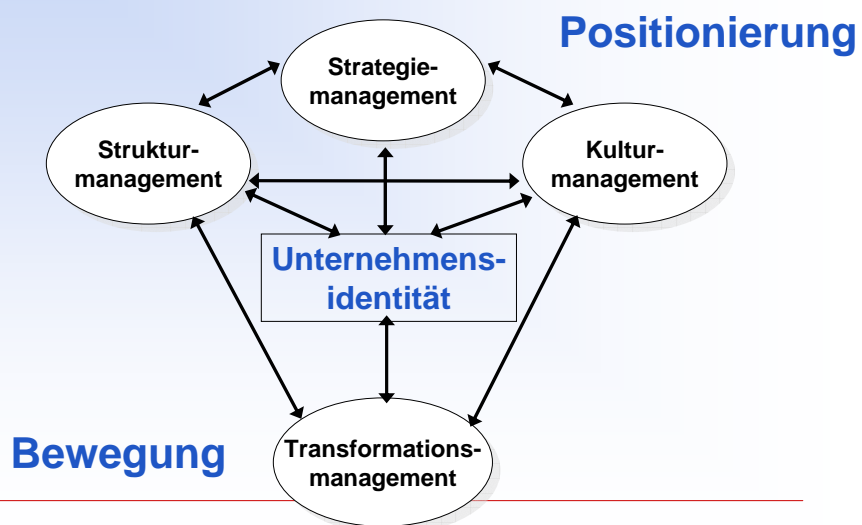 Positionierung
Strategie-
management
Struktur-
management
Kultur-
management
Unternehmens-
identität
Bewegung
Transformations-
management